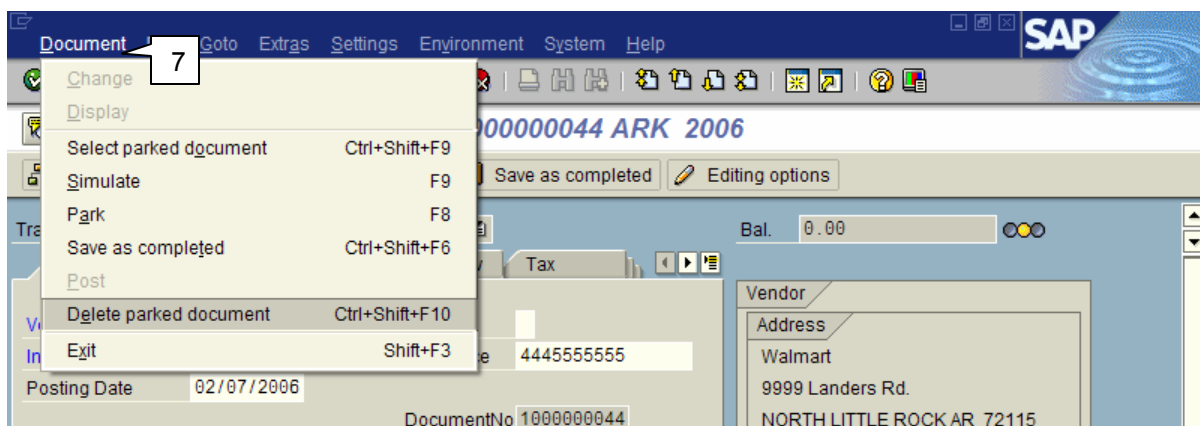 Document Goto Extras Settings Environment System Help
SAP
7
Change
Display
Select parked document Ctrl+Shift+F9
Simulate F9
Park F8
Save as completed Ctrl+Shift+F6
Post
Delete parked document Ctrl+Shift+F10
Exit Shift+F3
000000044 ARK 2006
Save as completed Editing options
Bal. 0.00
Tax
Vendor
Address
4445555555
Walmart
Posting Date 02/07/2006
9999 Landers Rd.
DocumentNo 1000000044
NORTH LITTLE ROCK AR 72115